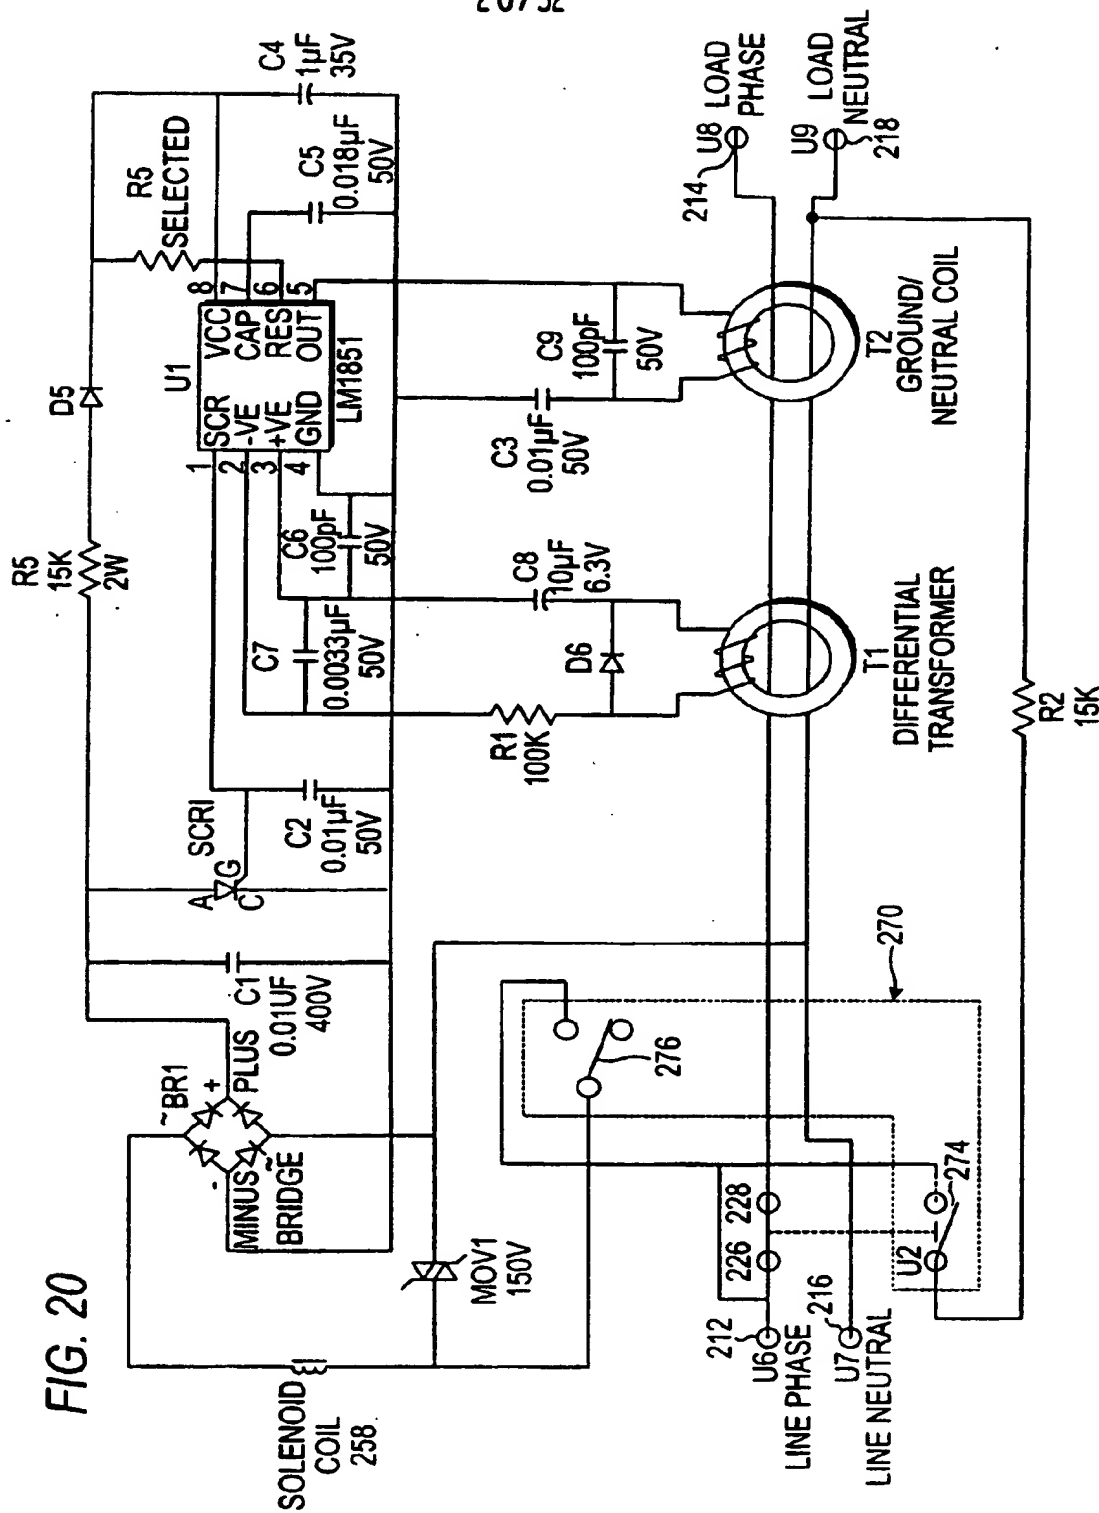 FIG. 20
R5
15K
2W
D5
R5
SELECTED
C4
1µF
35V
C5
0.018µF
50V
U1
1 SCR VCC 8
2 -VE CAP 7
3 +VE RES 6
4 GND OUT 5
LM1851
~BR1
+
PLUS
-
MINUS
~
BRIDGE
C1
0.01UF
400V
SCRI
A
G
C
C2
0.01µF
50V
C7
0.0033µF
50V
C6
100pF
50V
C8
10µF
6.3V
C3
0.01µF
50V
C9
100pF
50V
R1
100K
D6
SOLENOID
COIL
258
MOV1
150V
276
270
212
U6
LINE PHASE
226
228
U7
216
LINE NEUTRAL
U2
274
T1
DIFFERENTIAL
TRANSFORMER
T2
GROUND/
NEUTRAL COIL
214
U8
LOAD
PHASE
U9
LOAD
NEUTRAL
218
R2
15K